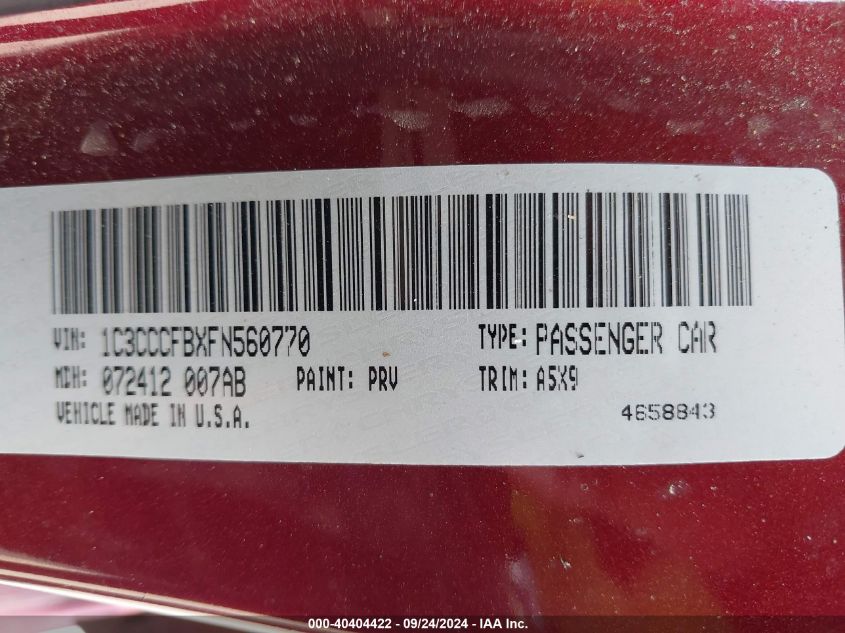 VIN: 1C3CCCFBXFN560770 TYPE: PASSENGER CAR
MDH: 072412 007AB PAINT: PRV TRIM: A5X9
VEHICLE MADE IN U.S.A. 4658843
000-40404422 - 09/24/2024 - IAA Inc.